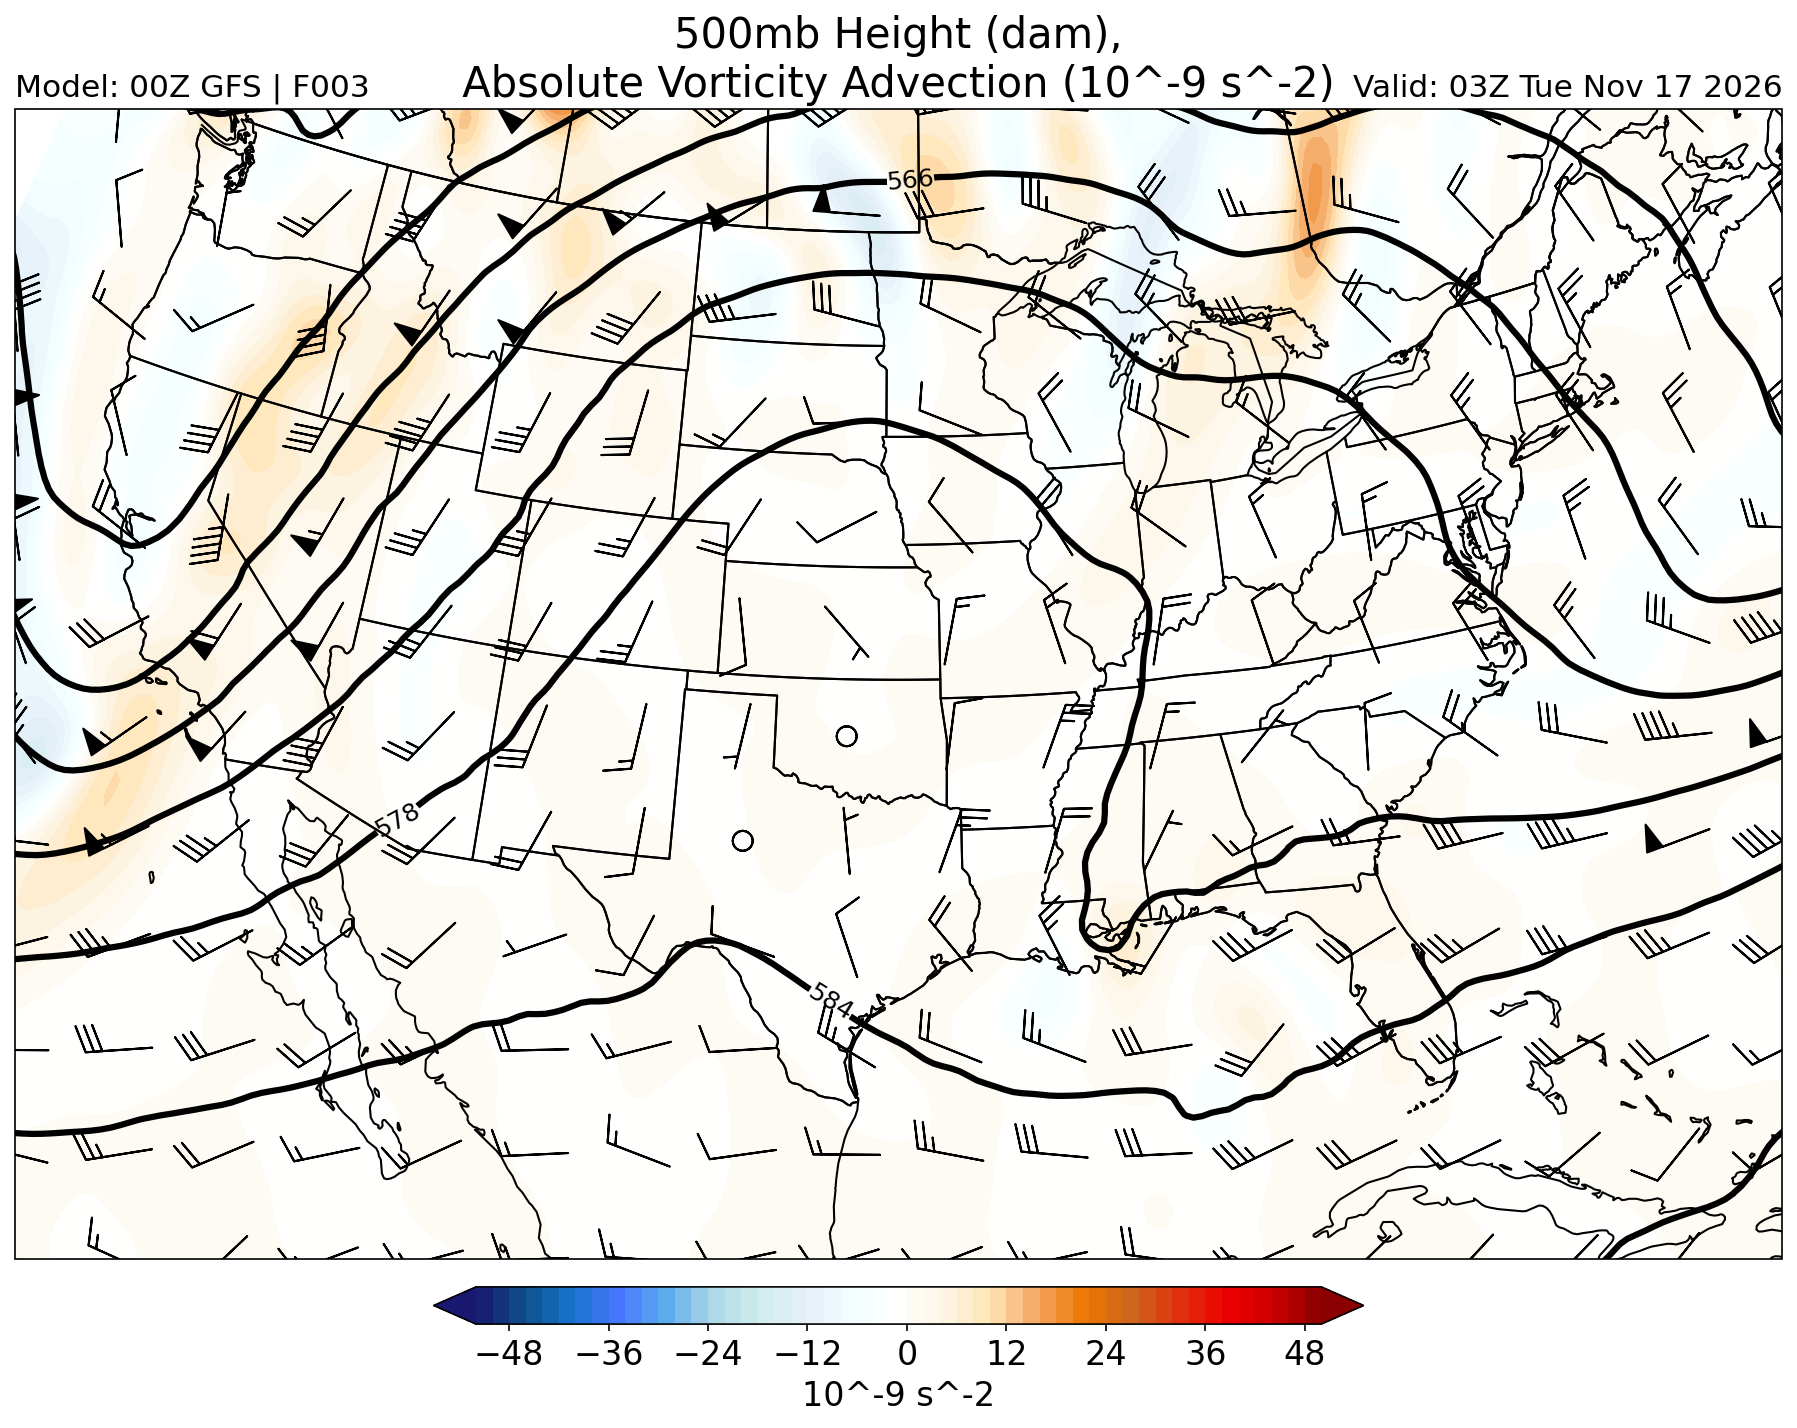 500mb Height (dam),
Model: 00Z GFS | F003
Absolute Vorticity Advection (10^-9 s^-2)
Valid: 03Z Tue Nov 17 2026
566
578
584
−48 −36 −24 −12 0 12 24 36 48
10^-9 s^-2